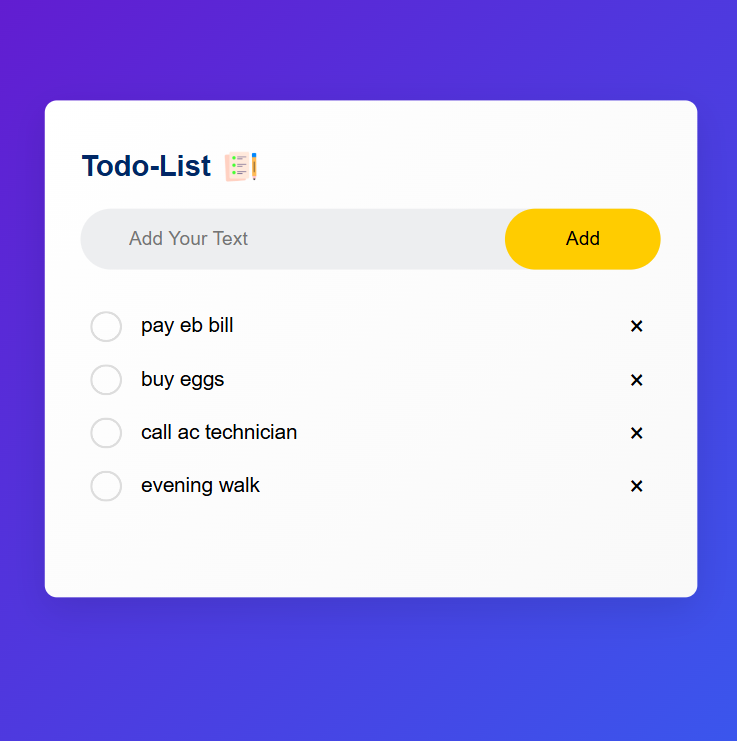 Todo-List
Add Your Text
Add
pay eb bill ×
buy eggs ×
call ac technician ×
evening walk ×